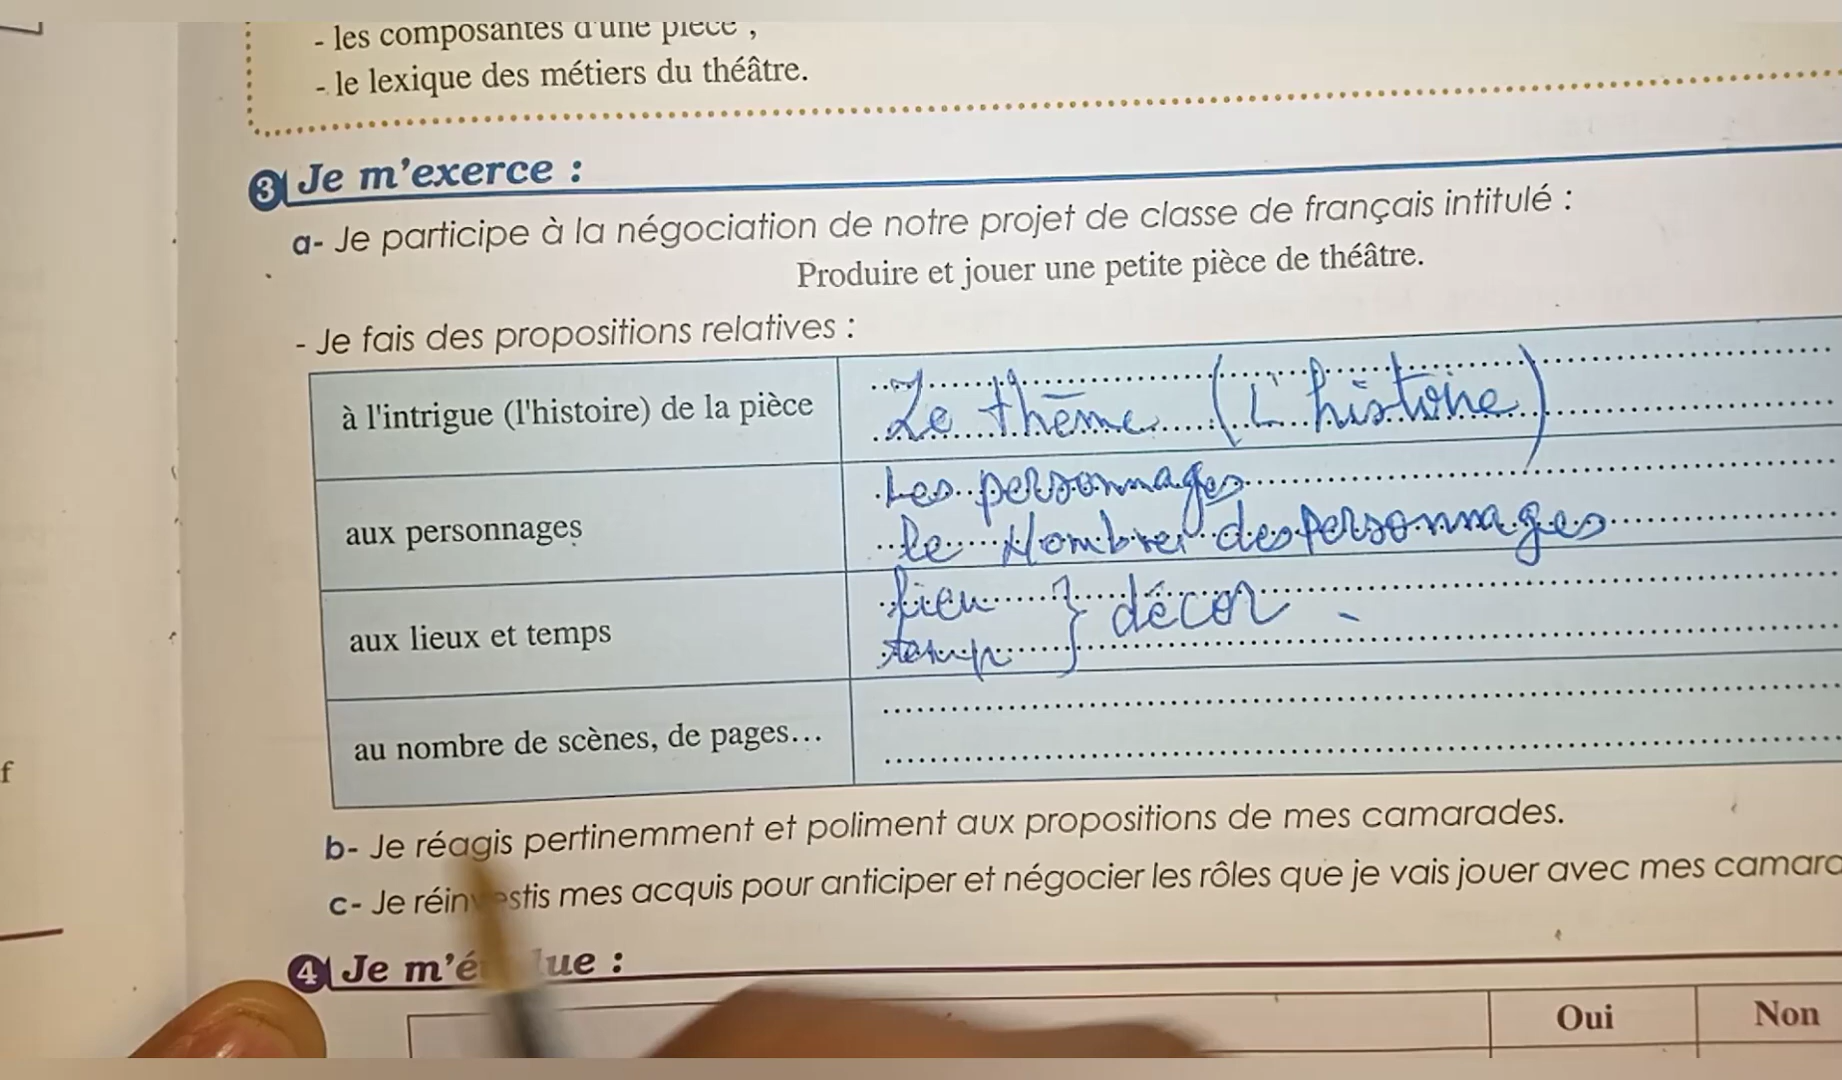 - les composantes d'une pièce ,
- le lexique des métiers du théâtre.
3 Je m'exerce :
a- Je participe à la négociation de notre projet de classe de français intitulé :
Produire et jouer une petite pièce de théâtre.
- Je fais des propositions relatives :
à l'intrigue (l'histoire) de la pièce
Le thème (L'histoire)
aux personnages
Les personnages
le Nombre des personnages
aux lieux et temps
lieu } décor
temp
au nombre de scènes, de pages...
b- Je réagis pertinemment et poliment aux propositions de mes camarades.
c- Je réinvestis mes acquis pour anticiper et négocier les rôles que je vais jouer avec mes camara
f
4 Je m'évalue :
Oui Non